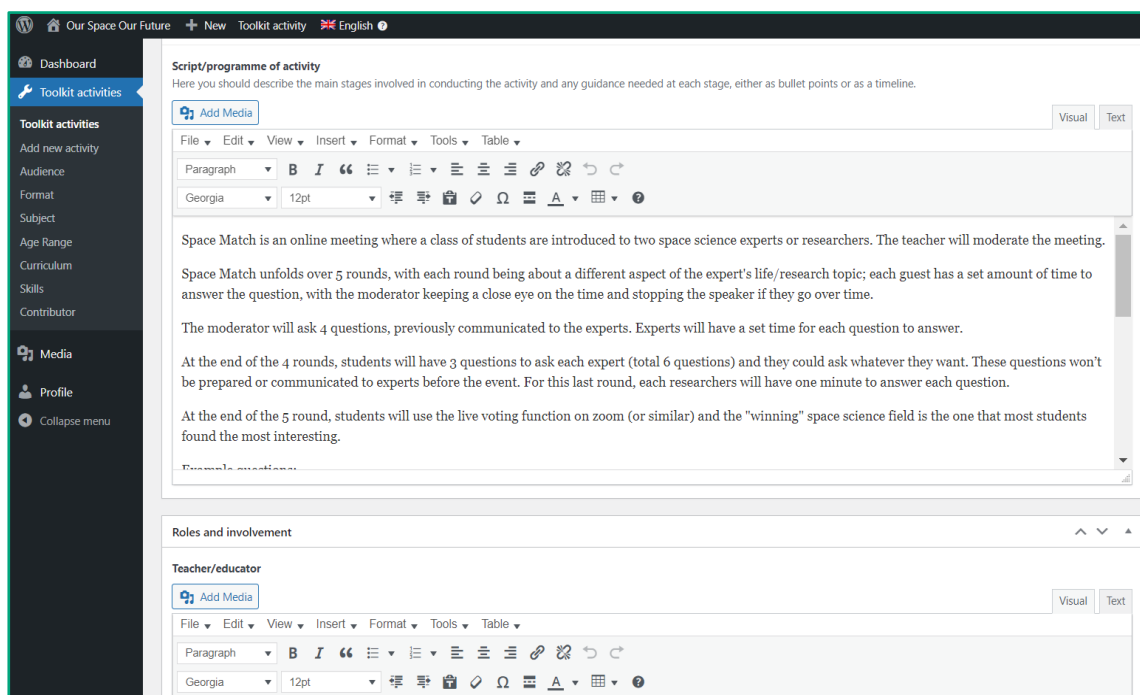 Our Space Our Future New Toolkit activity English
Dashboard
Toolkit activities
Toolkit activities
Add new activity
Audience
Format
Subject
Age Range
Curriculum
Skills
Contributor
Media
Profile
Collapse menu
Script/programme of activity
Here you should describe the main stages involved in conducting the activity and any guidance needed at each stage, either as bullet points or as a timeline.
Add Media
Visual Text
File Edit View Insert Format Tools Table
Paragraph
Georgia 12pt
Space Match is an online meeting where a class of students are introduced to two space science experts or researchers. The teacher will moderate the meeting.
Space Match unfolds over 5 rounds, with each round being about a different aspect of the expert's life/research topic; each guest has a set amount of time to
answer the question, with the moderator keeping a close eye on the time and stopping the speaker if they go over time.
The moderator will ask 4 questions, previously communicated to the experts. Experts will have a set time for each question to answer.
At the end of the 4 rounds, students will have 3 questions to ask each expert (total 6 questions) and they could ask whatever they want. These questions won't
be prepared or communicated to experts before the event. For this last round, each researchers will have one minute to answer each question.
At the end of the 5 round, students will use the live voting function on zoom (or similar) and the "winning" space science field is the one that most students
found the most interesting.
Example questions:
Roles and involvement
Teacher/educator
Add Media
Visual Text
File Edit View Insert Format Tools Table
Paragraph
Georgia 12pt